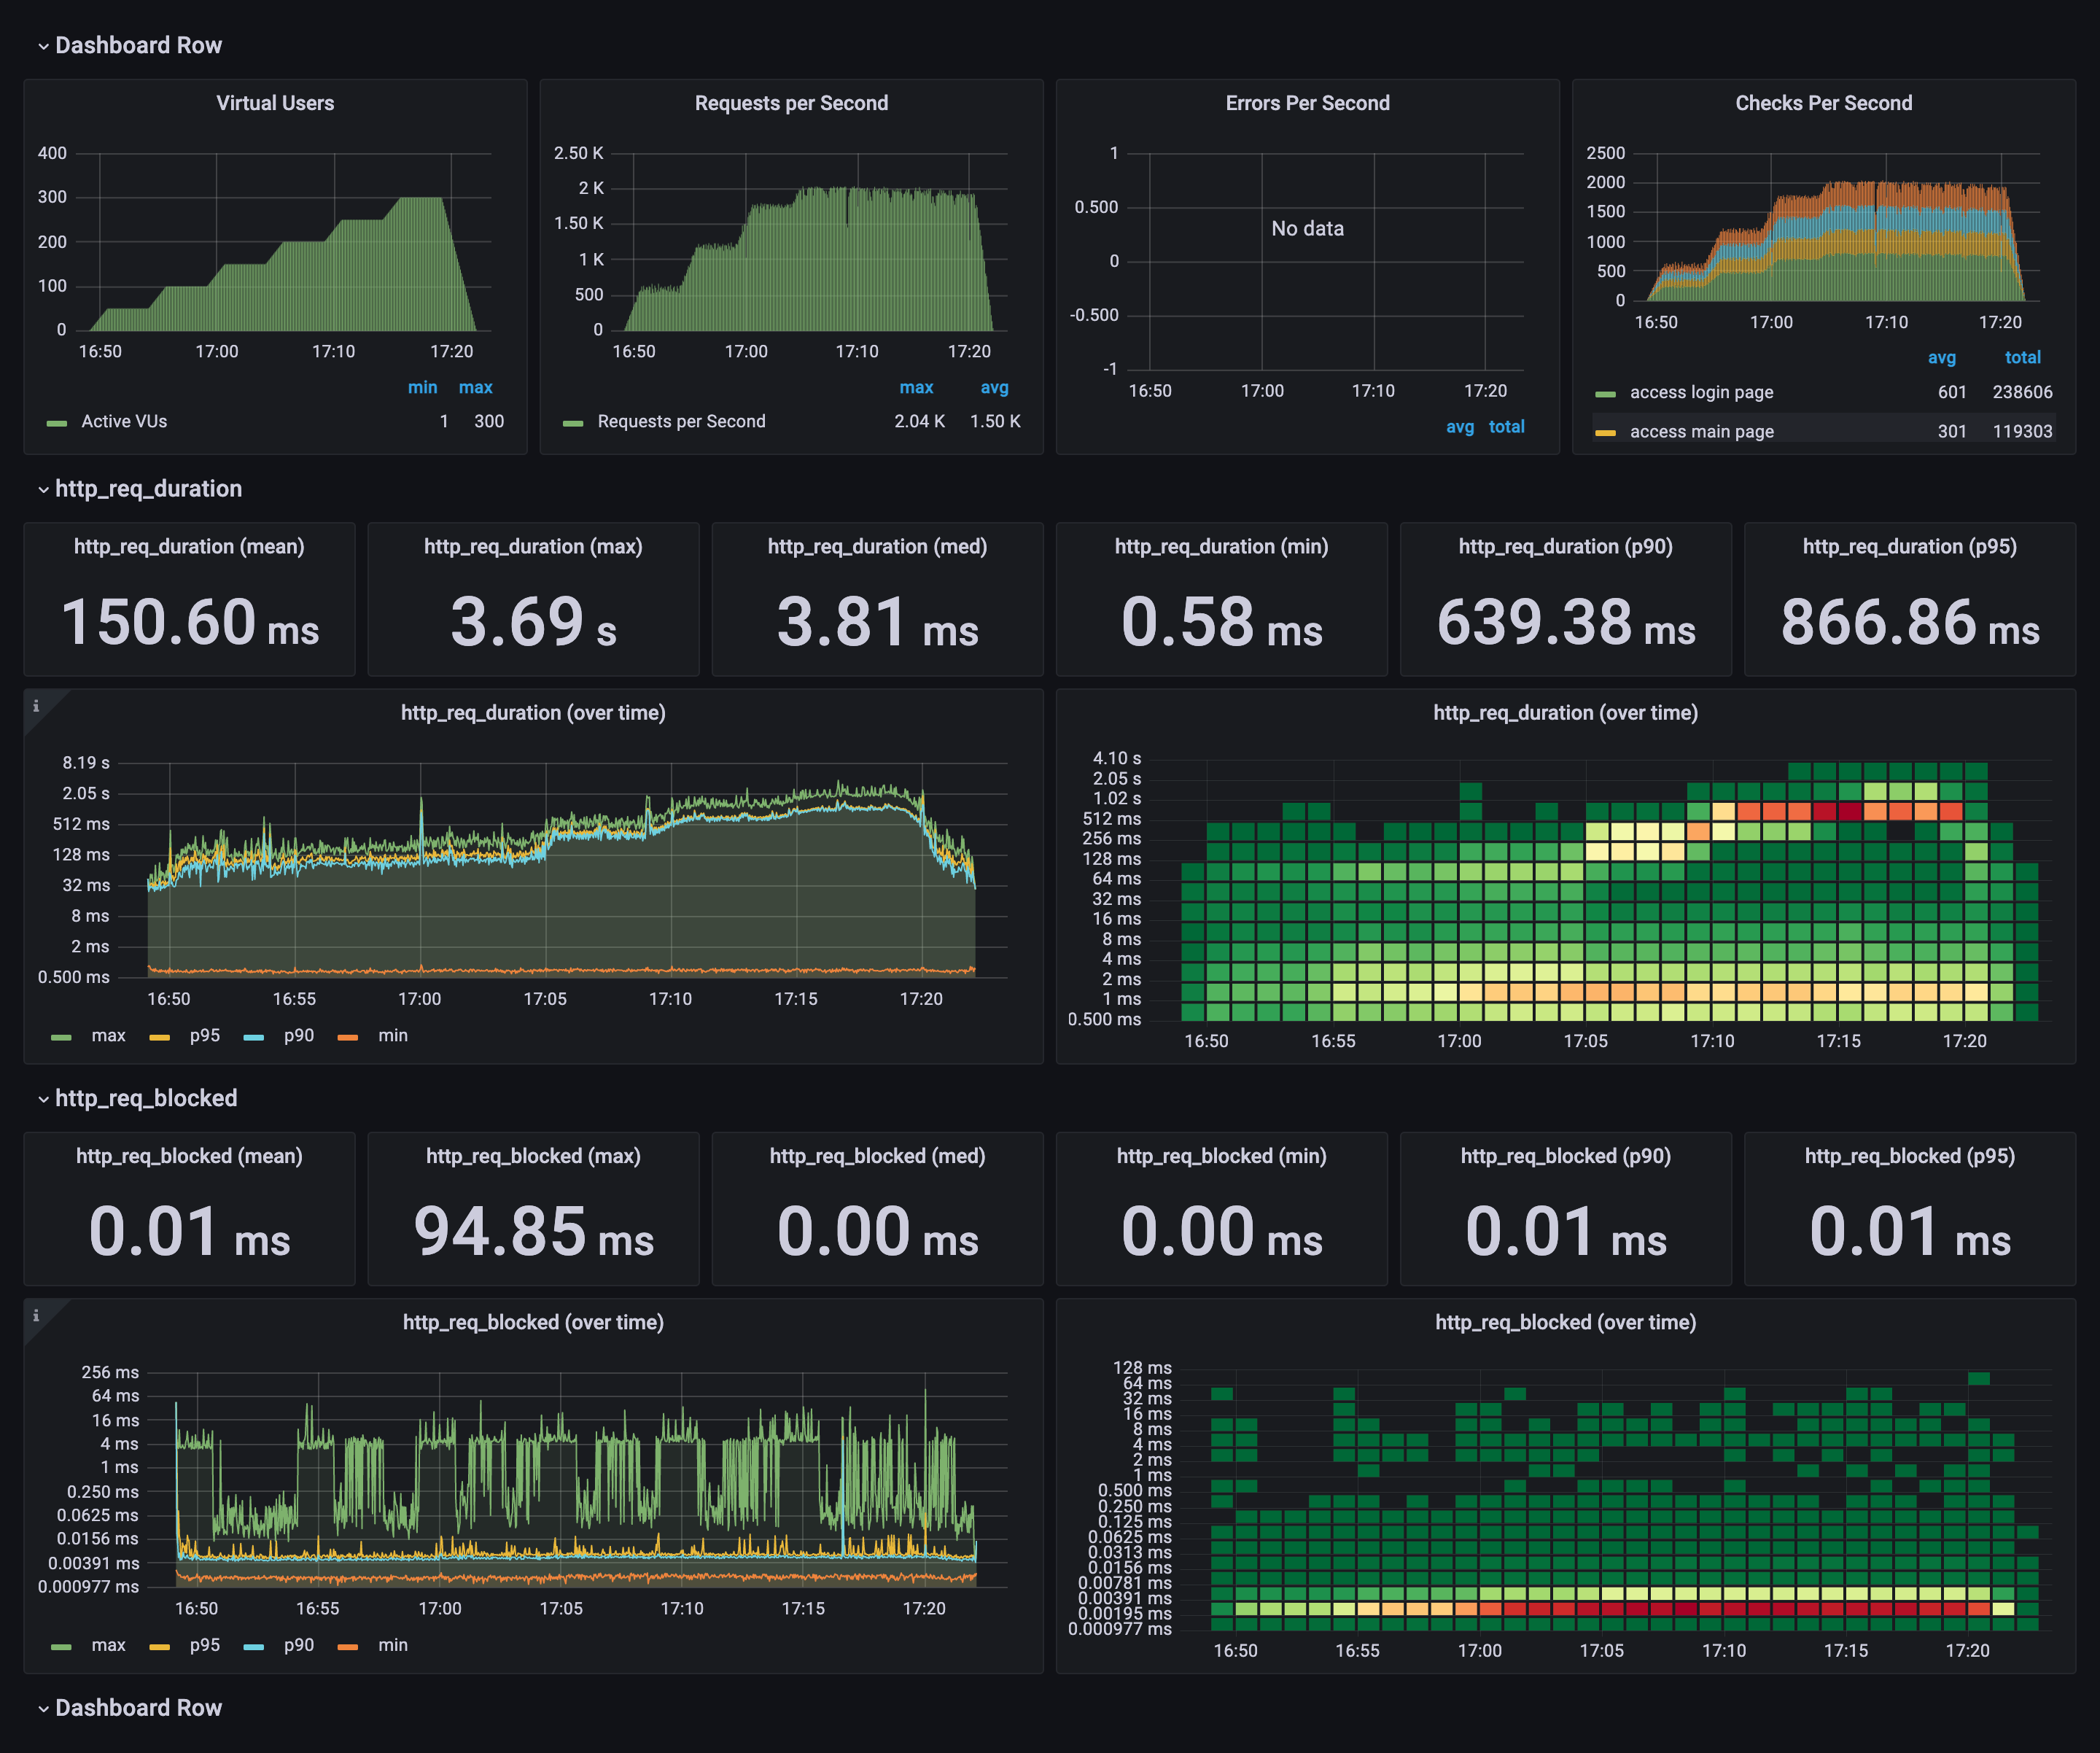 Dashboard Row
Virtual Users
400
300
200
100
0
16:50 17:00 17:10 17:20
min max
Active VUs 1 300
Requests per Second
2.50 K
2 K
1.50 K
1 K
500
0
16:50 17:00 17:10 17:20
max avg
Requests per Second 2.04 K 1.50 K
Errors Per Second
1
0.500
0
-0.500
-1
No data
16:50 17:00 17:10 17:20
avg total
Checks Per Second
2500
2000
1500
1000
500
0
16:50 17:00 17:10 17:20
avg total
access login page 601 238606
access main page 301 119303
http_req_duration
http_req_duration (mean)
150.60 ms
http_req_duration (max)
3.69 s
http_req_duration (med)
3.81 ms
http_req_duration (min)
0.58 ms
http_req_duration (p90)
639.38 ms
http_req_duration (p95)
866.86 ms
i
http_req_duration (over time)
8.19 s
2.05 s
512 ms
128 ms
32 ms
8 ms
2 ms
0.500 ms
16:50 16:55 17:00 17:05 17:10 17:15 17:20
max p95 p90 min
http_req_duration (over time)
4.10 s
2.05 s
1.02 s
512 ms
256 ms
128 ms
64 ms
32 ms
16 ms
8 ms
4 ms
2 ms
1 ms
0.500 ms
16:50 16:55 17:00 17:05 17:10 17:15 17:20
http_req_blocked
http_req_blocked (mean)
0.01 ms
http_req_blocked (max)
94.85 ms
http_req_blocked (med)
0.00 ms
http_req_blocked (min)
0.00 ms
http_req_blocked (p90)
0.01 ms
http_req_blocked (p95)
0.01 ms
i
http_req_blocked (over time)
256 ms
64 ms
16 ms
4 ms
1 ms
0.250 ms
0.0625 ms
0.0156 ms
0.00391 ms
0.000977 ms
16:50 16:55 17:00 17:05 17:10 17:15 17:20
max p95 p90 min
http_req_blocked (over time)
128 ms
64 ms
32 ms
16 ms
8 ms
4 ms
2 ms
1 ms
0.500 ms
0.250 ms
0.125 ms
0.0625 ms
0.0313 ms
0.0156 ms
0.00781 ms
0.00391 ms
0.00195 ms
0.000977 ms
16:50 16:55 17:00 17:05 17:10 17:15 17:20
Dashboard Row